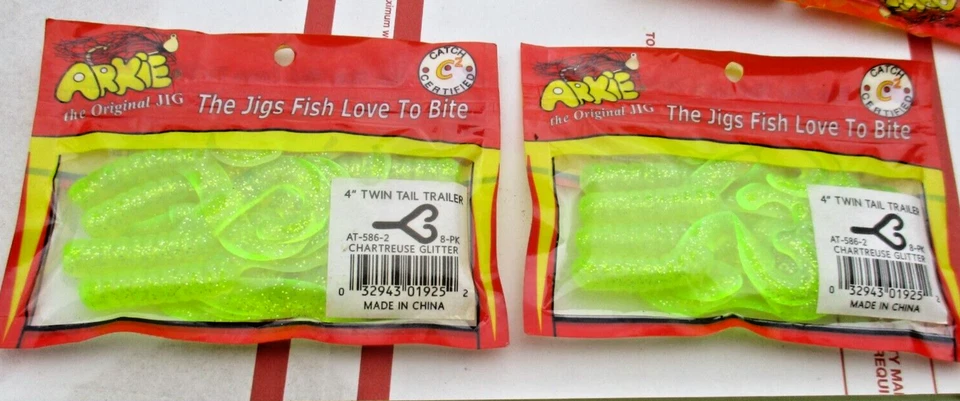 ARKIE
the Original JIG
The Jigs Fish Love To Bite
CATCH
C2
CERTIFIED
4" TWIN TAIL TRAILER
AT-586-2 8-PK
CHARTREUSE GLITTER
0 32943 01925 2
MADE IN CHINA
ARKIE
the Original JIG
The Jigs Fish Love To Bite
CATCH
C2
CERTIFIED
4" TWIN TAIL TRAILER
AT-586-2 8-PK
CHARTREUSE GLITTER
0 32943 01925 2
MADE IN CHINA
TO